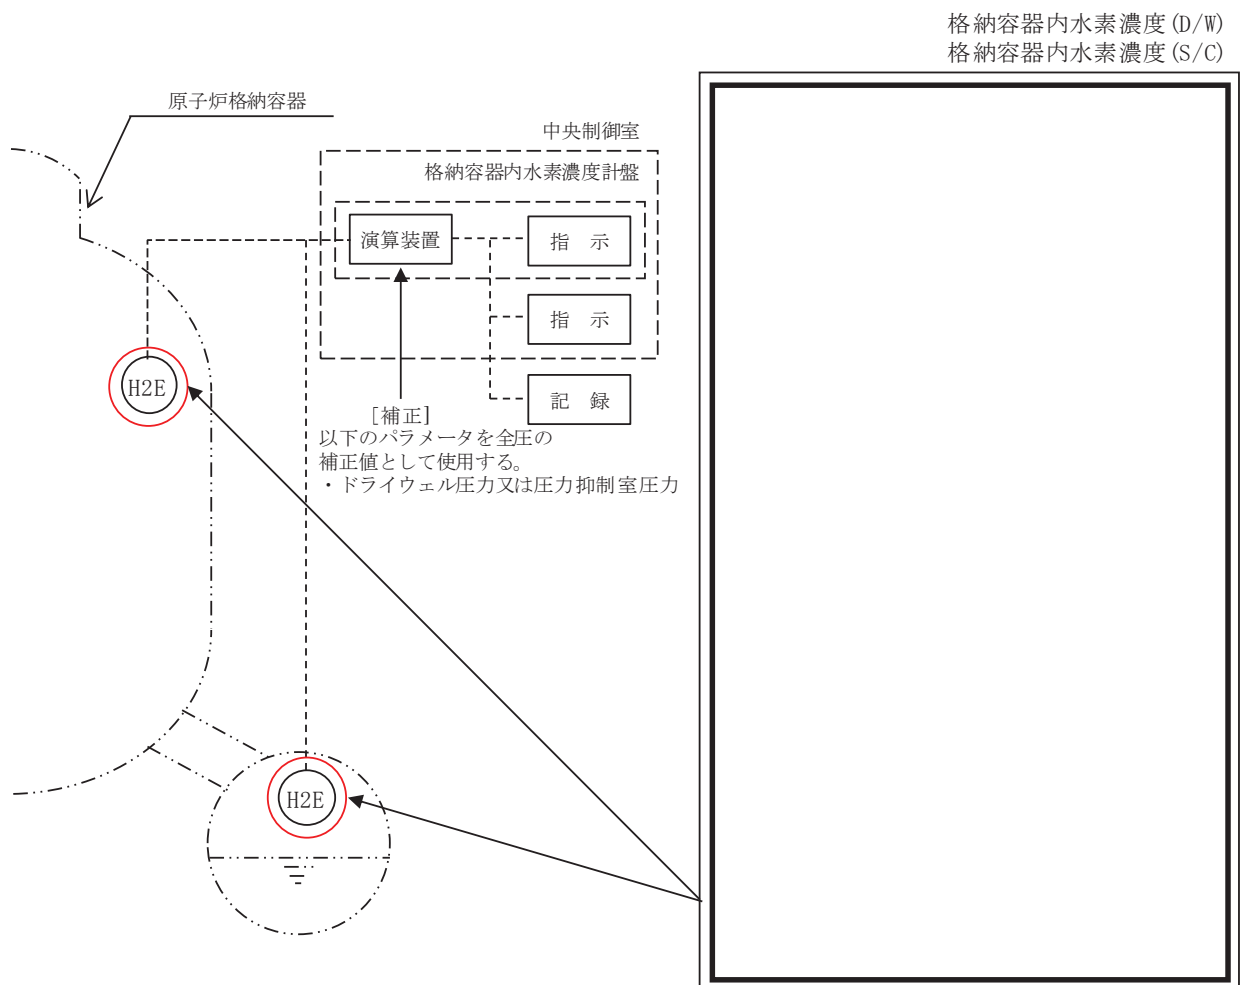 格納容器内水素濃度(D/W)
格納容器内水素濃度(S/C)
原子炉格納容器
中央制御室
格納容器内水素濃度計盤
演算装置
指　示
指　示
記　録
H2E
[補正]
以下のパラメータを全圧の
補正値として使用する。
・ドライウェル圧力又は圧力抑制室圧力
H2E